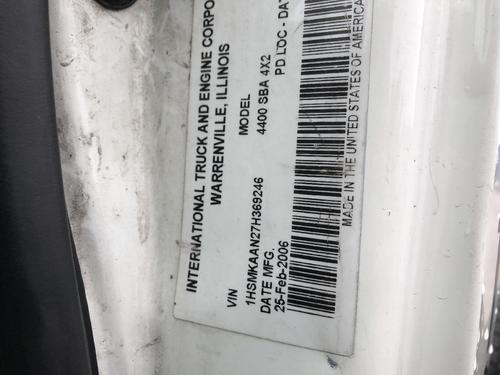 INTERNATIONAL TRUCK AND ENGINE CORPO
WARRENVILLE, ILLINOIS
MODEL
4400 SBA 4X2
PD LOC - DAT
VIN
1HSMKAAN27H369246
DATE MFG.
25-Feb-2006
MADE IN THE UNITED STATES OF AMERICA